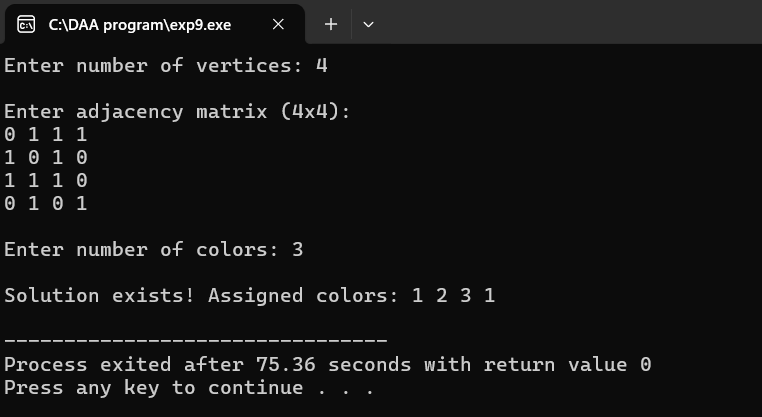 C:\DAA program\exp9.exe
Enter number of vertices: 4
Enter adjacency matrix (4x4):
0 1 1 1
1 0 1 0
1 1 1 0
0 1 0 1
Enter number of colors: 3
Solution exists! Assigned colors: 1 2 3 1
--------------------------------
Process exited after 75.36 seconds with return value 0
Press any key to continue . . .